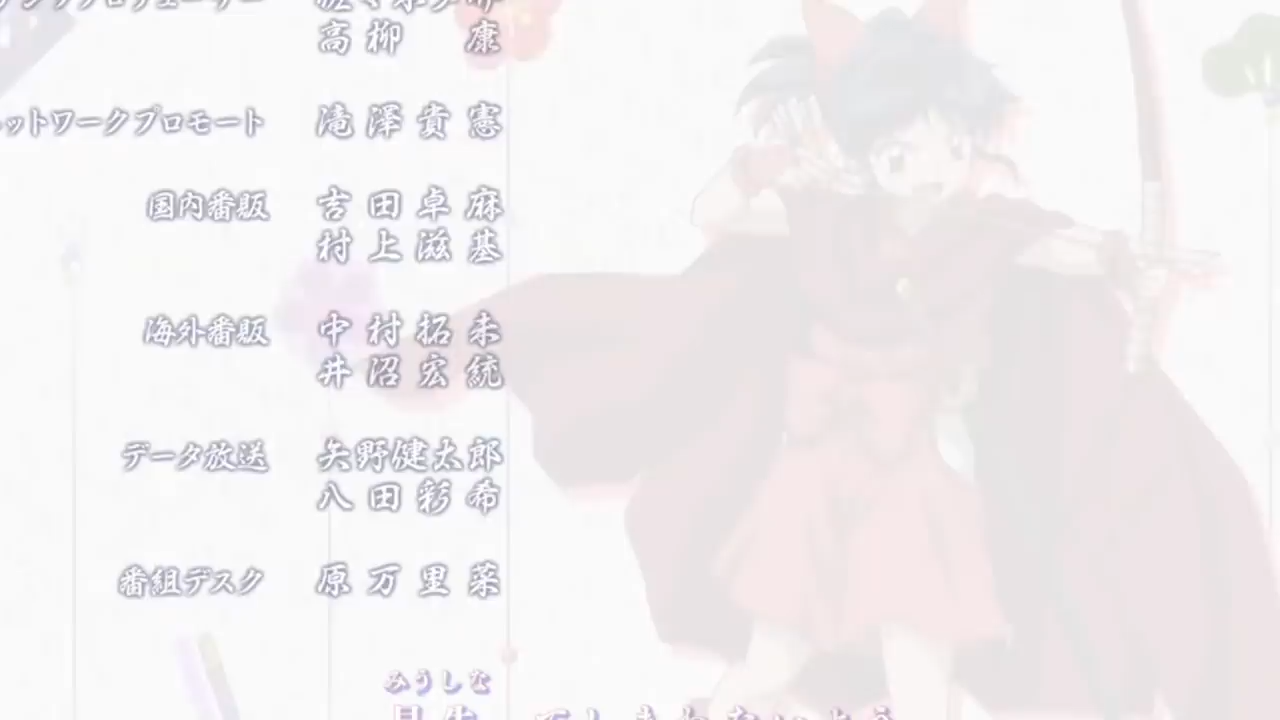 高柳 康
ネットワークプロモート 滝澤貴憲
国内番販 吉田卓麻
村上滋基
海外番販 中村拓未
井沼宏統
データ放送 矢野健太郎
八田彩希
番組デスク 原万里菜
みうしな